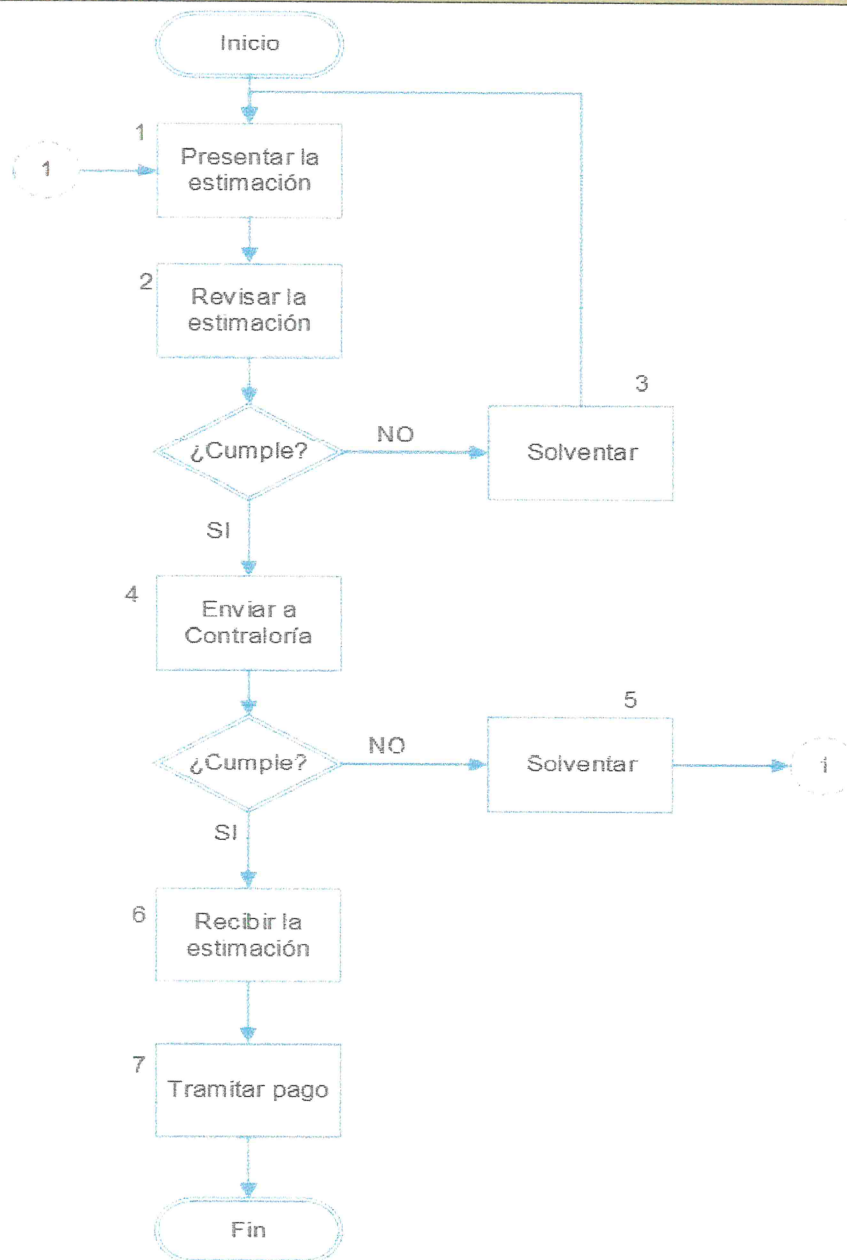 Inicio
1
1
Presentar la
estimación
2
Revisar la
estimación
3
¿Cumple?
NO
Solventar
SI
4
Enviar a
Contraloría
5
¿Cumple?
NO
Solventar
1
SI
6
Recibir la
estimación
7
Tramitar pago
Fin